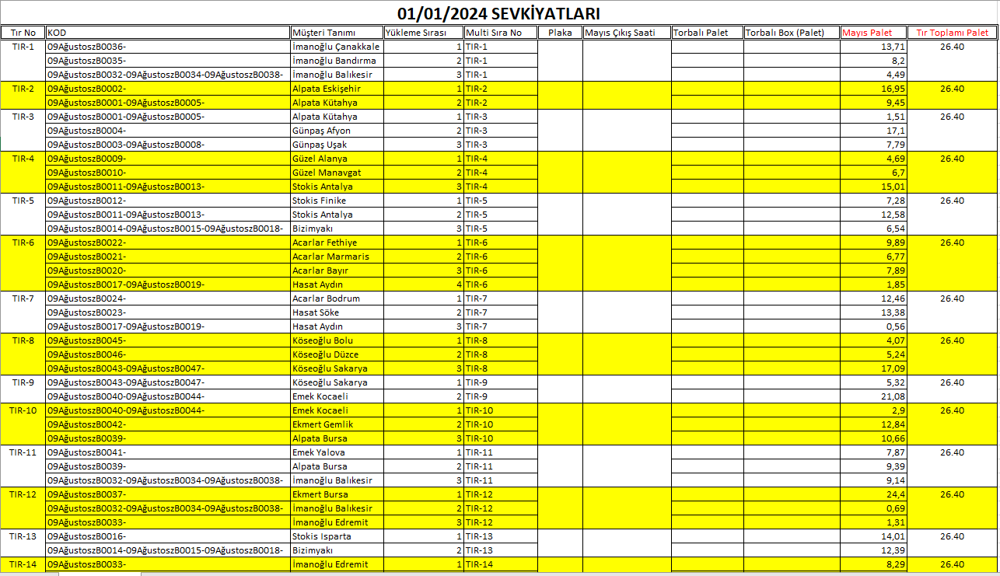 01/01/2024 SEVKİYATLARI
Tır No KOD Müşteri Tanımı Yükleme Sırası Multi Sıra No Plaka Mayıs Çıkış Saati Torbalı Palet Torbalı Box (Palet) Mayıs Palet Tır Toplamı Palet
TIR-1 09AğustoszB0036- İmanoğlu Çanakkale 1 TIR-1 13,71 26.40
09AğustoszB0035- İmanoğlu Bandırma 2 TIR-1 8,2
09AğustoszB0032-09AğustoszB0034-09AğustoszB0038- İmanoğlu Balıkesir 3 TIR-1 4,49
TIR-2 09AğustoszB0002- Alpata Eskişehir 1 TIR-2 16,95 26.40
09AğustoszB0001-09AğustoszB0005- Alpata Kütahya 2 TIR-2 9,45
TIR-3 09AğustoszB0001-09AğustoszB0005- Alpata Kütahya 1 TIR-3 1,51 26.40
09AğustoszB0004- Günpaş Afyon 2 TIR-3 17,1
09AğustoszB0003-09AğustoszB0008- Günpaş Uşak 3 TIR-3 7,79
TIR-4 09AğustoszB0009- Güzel Alanya 1 TIR-4 4,69 26.40
09AğustoszB0010- Güzel Manavgat 2 TIR-4 6,7
09AğustoszB0011-09AğustoszB0013- Stokis Antalya 3 TIR-4 15,01
TIR-5 09AğustoszB0012- Stokis Finike 1 TIR-5 7,28 26.40
09AğustoszB0011-09AğustoszB0013- Stokis Antalya 2 TIR-5 12,58
09AğustoszB0014-09AğustoszB0015-09AğustoszB0018- Bizimyakı 3 TIR-5 6,54
TIR-6 09AğustoszB0022- Acarlar Fethiye 1 TIR-6 9,89 26.40
09AğustoszB0021- Acarlar Marmaris 2 TIR-6 6,77
09AğustoszB0020- Acarlar Bayır 3 TIR-6 7,89
09AğustoszB0017-09AğustoszB0019- Hasat Aydın 4 TIR-6 1,85
TIR-7 09AğustoszB0024- Acarlar Bodrum 1 TIR-7 12,46 26.40
09AğustoszB0023- Hasat Söke 2 TIR-7 13,38
09AğustoszB0017-09AğustoszB0019- Hasat Aydın 3 TIR-7 0,56
TIR-8 09AğustoszB0045- Köseoğlu Bolu 1 TIR-8 4,07 26.40
09AğustoszB0046- Köseoğlu Düzce 2 TIR-8 5,24
09AğustoszB0043-09AğustoszB0047- Köseoğlu Sakarya 3 TIR-8 17,09
TIR-9 09AğustoszB0043-09AğustoszB0047- Köseoğlu Sakarya 1 TIR-9 5,32 26.40
09AğustoszB0040-09AğustoszB0044- Emek Kocaeli 2 TIR-9 21,08
TIR-10 09AğustoszB0040-09AğustoszB0044- Emek Kocaeli 1 TIR-10 2,9 26.40
09AğustoszB0042- Ekmert Gemlik 2 TIR-10 12,84
09AğustoszB0039- Alpata Bursa 3 TIR-10 10,66
TIR-11 09AğustoszB0041- Emek Yalova 1 TIR-11 7,87 26.40
09AğustoszB0039- Alpata Bursa 2 TIR-11 9,39
09AğustoszB0032-09AğustoszB0034-09AğustoszB0038- İmanoğlu Balıkesir 3 TIR-11 9,14
TIR-12 09AğustoszB0037- Ekmert Bursa 1 TIR-12 24,4 26.40
09AğustoszB0032-09AğustoszB0034-09AğustoszB0038- İmanoğlu Balıkesir 2 TIR-12 0,69
09AğustoszB0033- İmanoğlu Edremit 3 TIR-12 1,31
TIR-13 09AğustoszB0016- Stokis Isparta 1 TIR-13 14,01 26.40
09AğustoszB0014-09AğustoszB0015-09AğustoszB0018- Bizimyakı 2 TIR-13 12,39
TIR-14 09AğustoszB0033- İmanoğlu Edremit 1 TIR-14 8,29 26.40